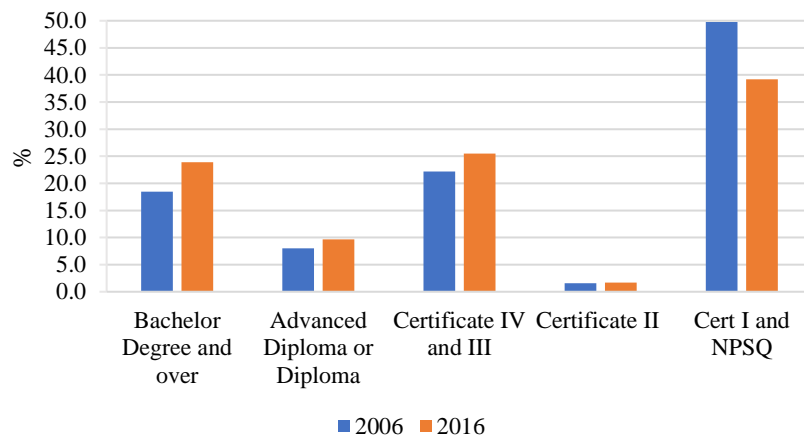 50.0
45.0
40.0
35.0
30.0
25.0
20.0
15.0
10.0
5.0
0.0
%
Bachelor
Degree and
over
Advanced
Diploma or
Diploma
Certificate IV
and III
Certificate II
Cert I and
NPSQ
2006
2016